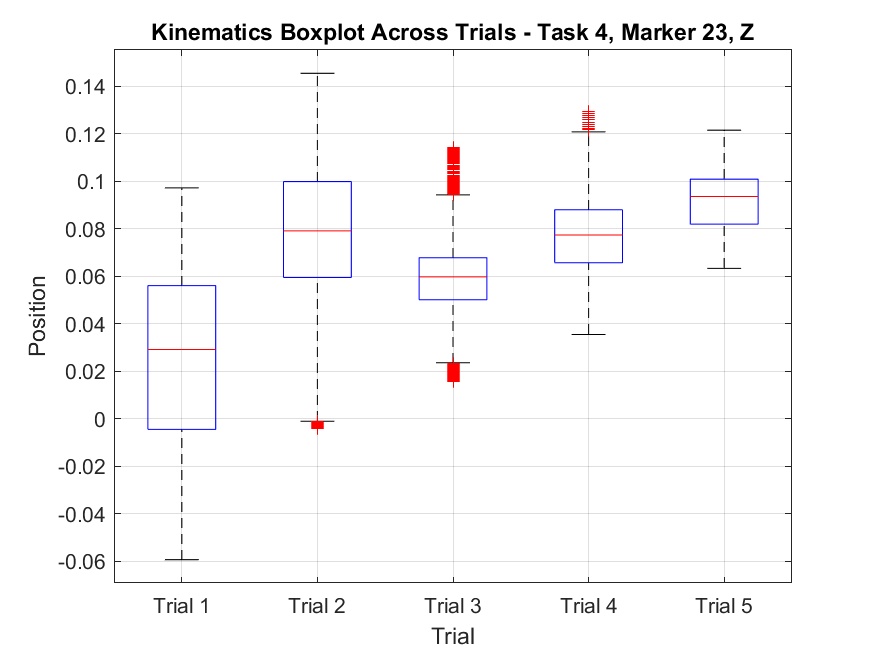 Kinematics Boxplot Across Trials - Task 4, Marker 23, Z
Position
0.14
0.12
0.1
0.08
0.06
0.04
0.02
0
-0.02
-0.04
-0.06
Trial 1 Trial 2 Trial 3 Trial 4 Trial 5
Trial